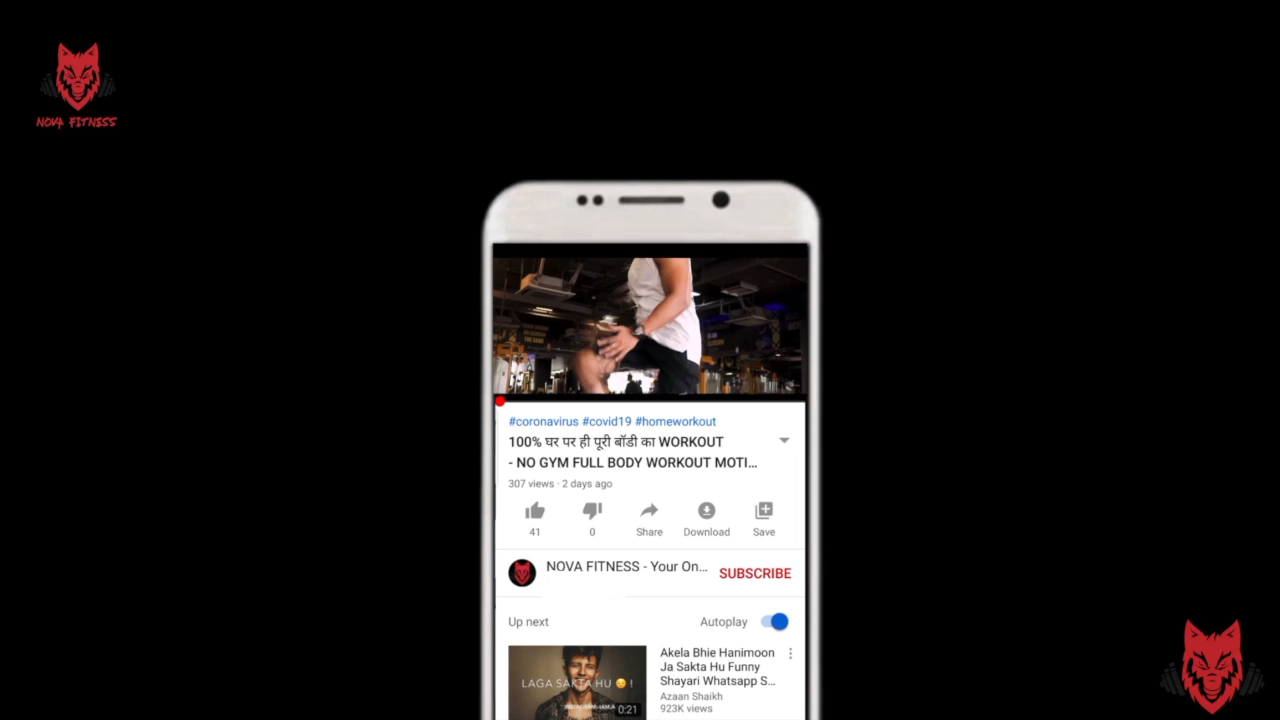 NOVA FITNESS
#coronavirus #covid19 #homeworkout
100% घर पर ही पूरी बॉडी का WORKOUT
- NO GYM FULL BODY WORKOUT MOTI...
307 views · 2 days ago
41
0
Share
Download
Save
NOVA FITNESS - Your On...
SUBSCRIBE
Up next
Autoplay
LAGA SAKTA HU 😏 !
0:21
Akela Bhie Hanimoon
Ja Sakta Hu Funny
Shayari Whatsapp S...
Azaan Shaikh
923K views